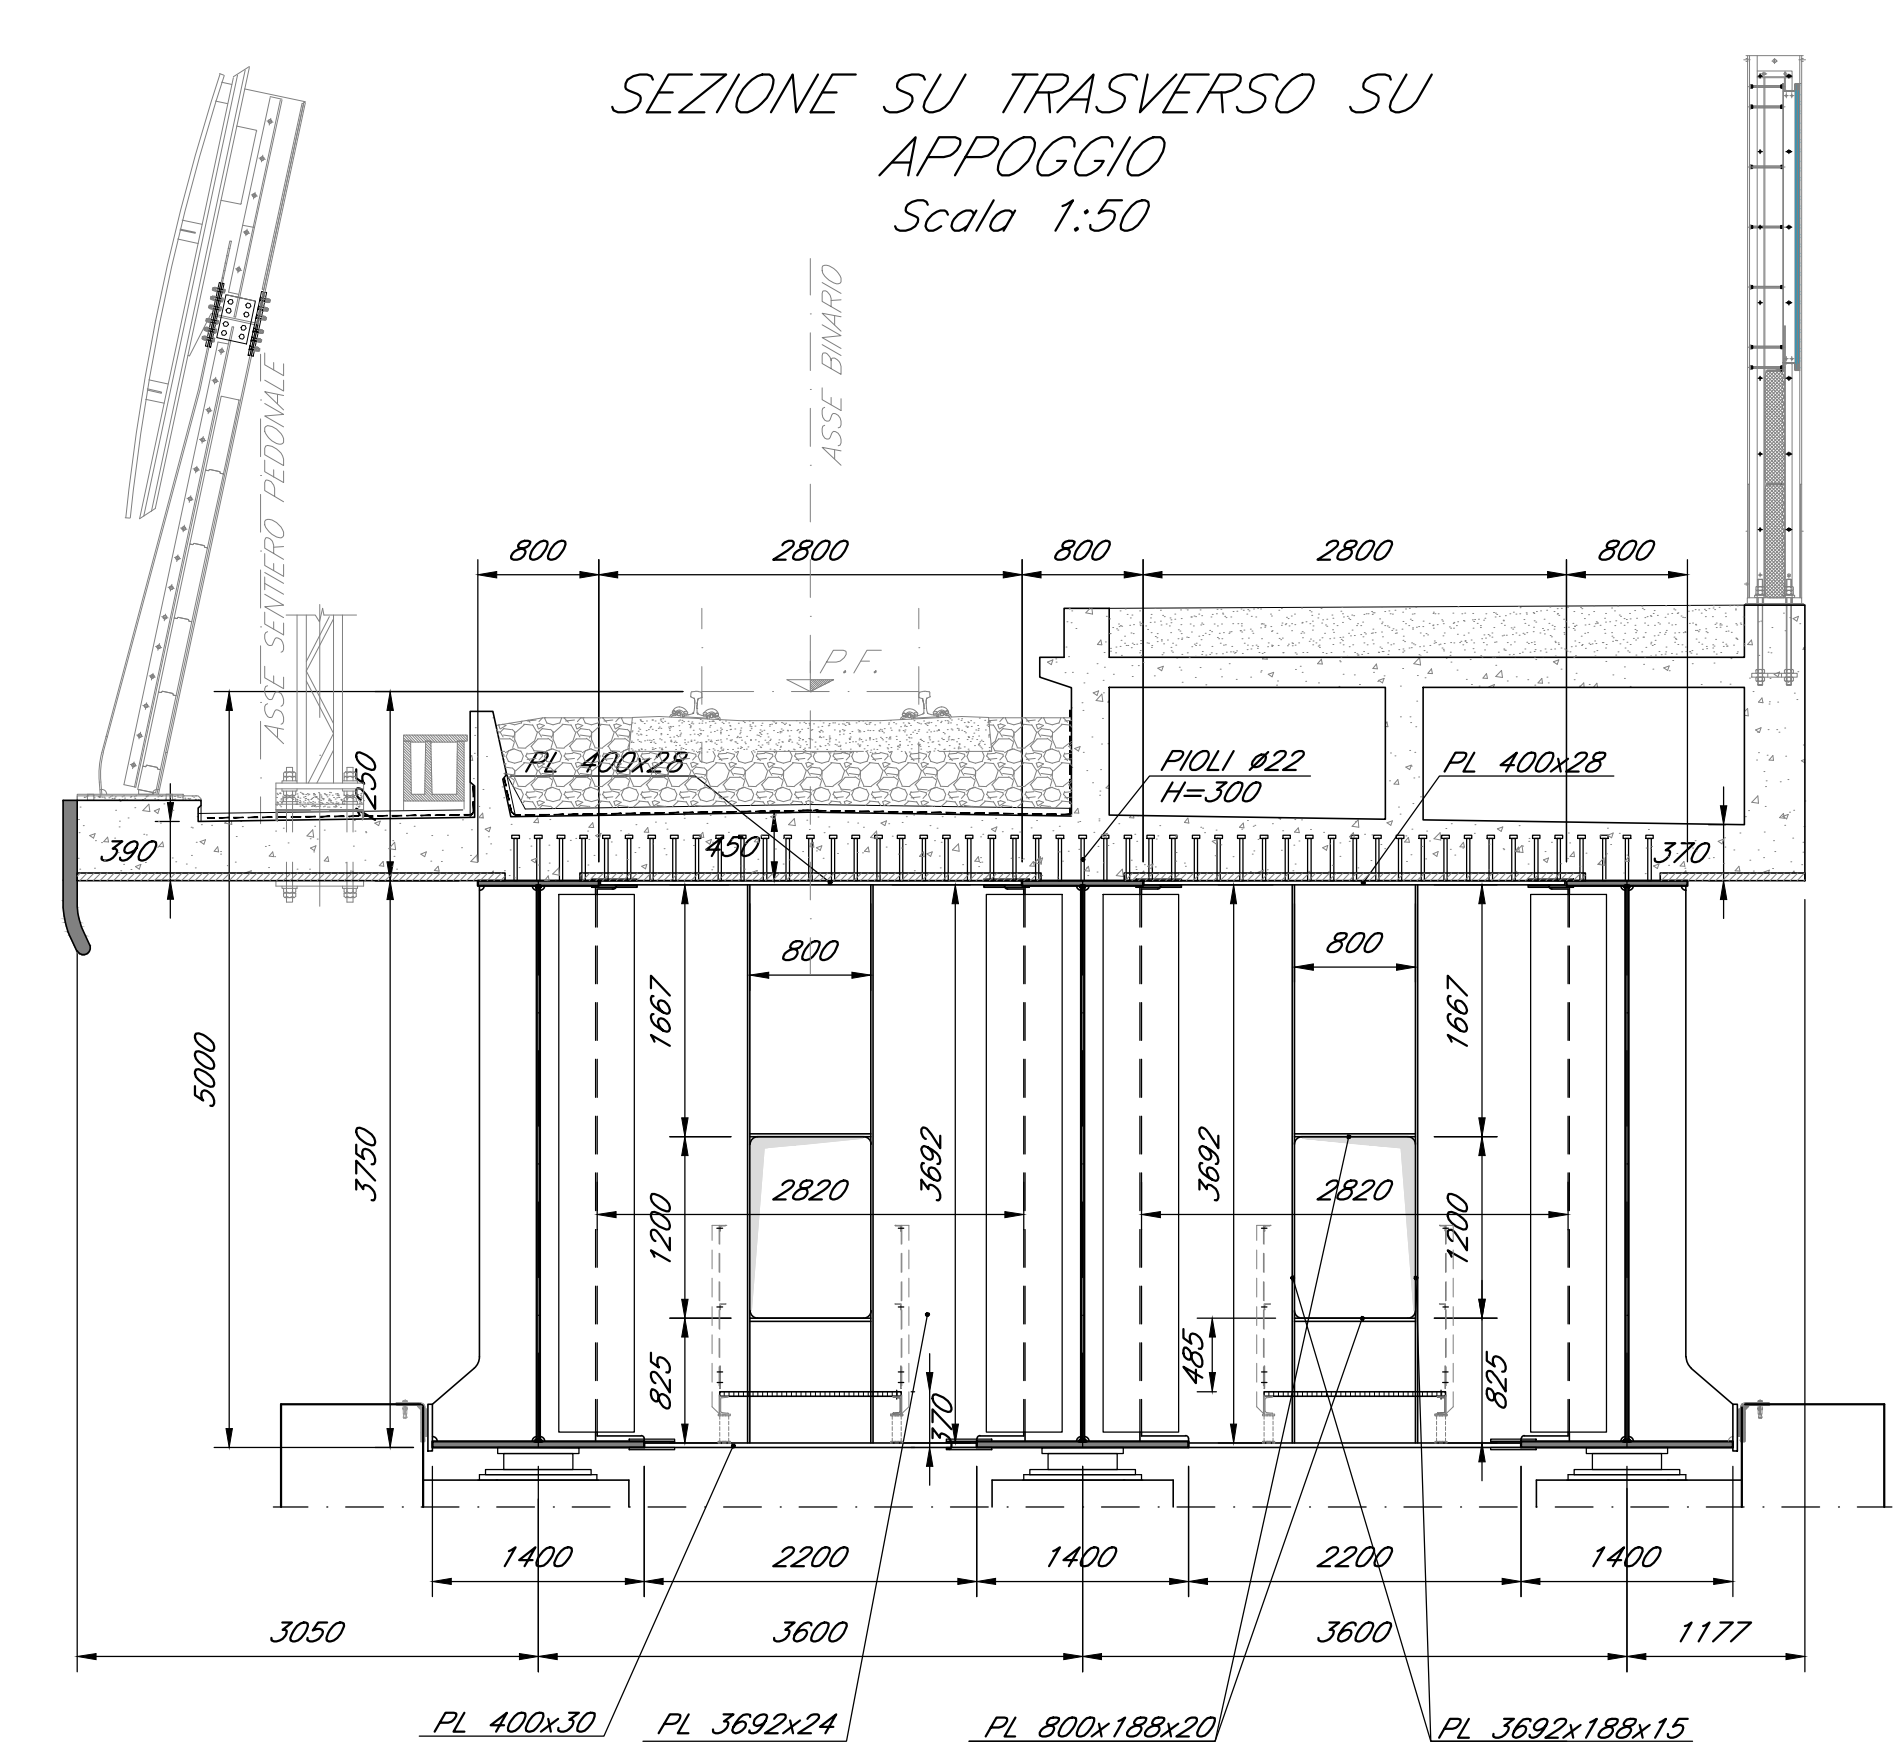 SEZIONE SU TRASVERSO SU
APPOGGIO
Scala 1:50
ASSE BINARIO
ASSE SENTIERO PEDONALE
800
2800
800
2800
800
P.F.
1250
PL 400x28
PIOLI ø22
H=300
PL 400x28
390
450
370
800
800
1667
1667
5000
3750
3692
3692
2820
2820
1200
1200
825
370
485
825
1400
2200
1400
2200
1400
3050
3600
3600
1177
PL 400x30
PL 3692x24
PL 800x188x20
PL 3692x188x15